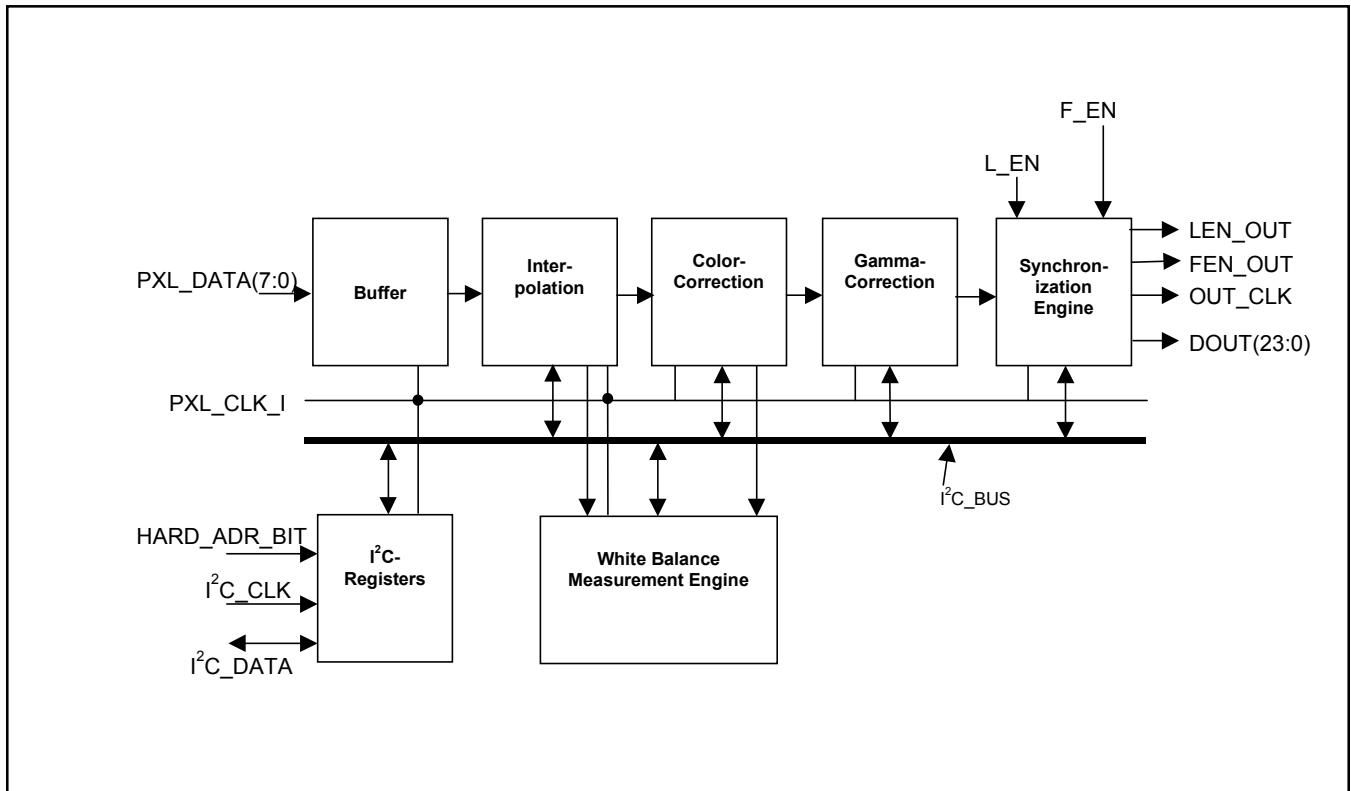 F_EN
L_EN
PXL_DATA(7:0)
Buffer
Inter-
polation
Color-
Correction
Gamma-
Correction
Synchron-
ization
Engine
LEN_OUT
FEN_OUT
OUT_CLK
DOUT(23:0)
PXL_CLK_I
I²C_BUS
HARD_ADR_BIT
I²C_CLK
I²C_DATA
I²C-
Registers
White Balance
Measurement Engine